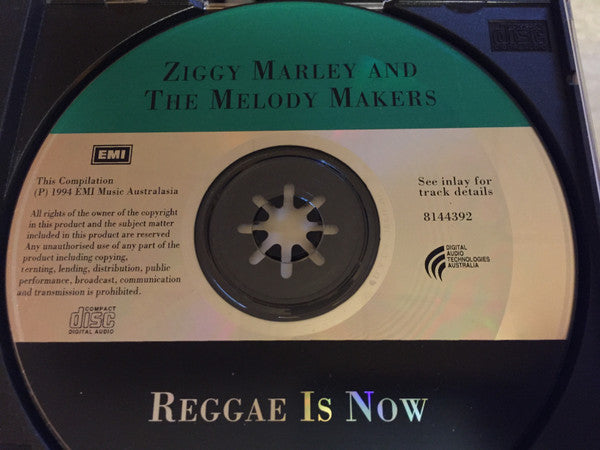 ZIGGY MARLEY AND
THE MELODY MAKERS
EMI
This Compilation
(P) 1994 EMI Music Australasia
All rights of the owner of the copyright
in this product and the subject matter
included in this product are reserved
Any unauthorised use of any part of the
product including copying,
ternting, lending, distribution, public
performance, broadcast, communication
and transmission is prohibited.
COMPACT
disc
DIGITAL AUDIO
See inlay for
track details
8144392
DIGITAL
AUDIO
TECHNOLOGIES
AUSTRALIA
REGGAE IS NOW
disc